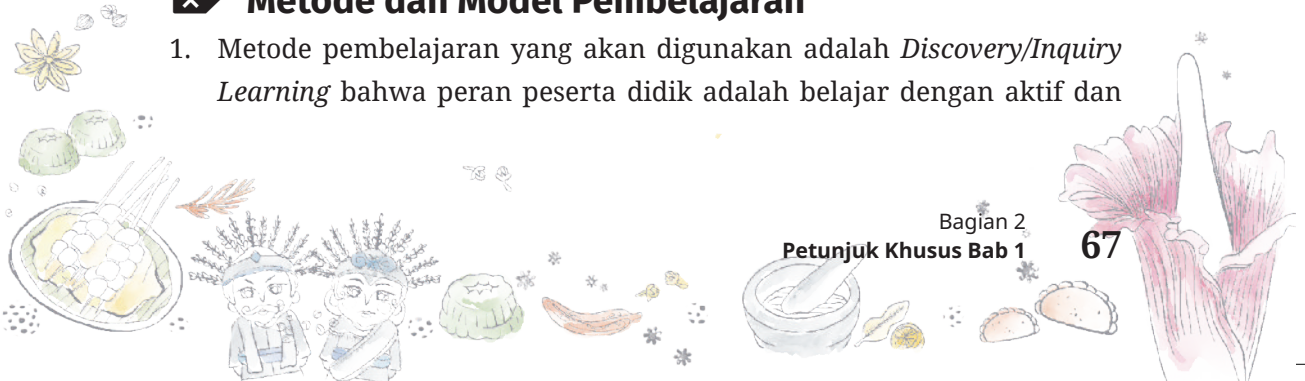 Metode dan Model Pembelajaran
1. Metode pembelajaran yang akan digunakan adalah Discovery/Inquiry
Learning bahwa peran peserta didik adalah belajar dengan aktif dan
Bagian 2
Petunjuk Khusus Bab 1 67